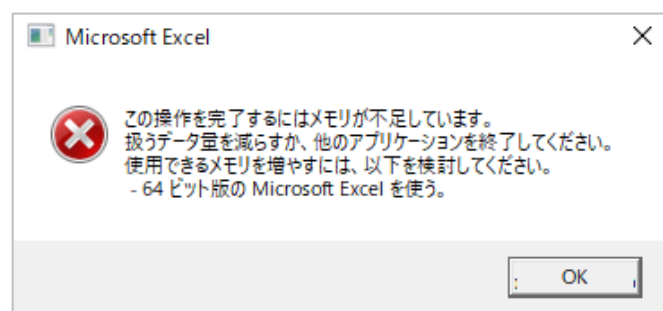 Microsoft Excel
この操作を完了するにはメモリが不足しています。
扱うデータ量を減らすか、他のアプリケーションを終了してください。
使用できるメモリを増やすには、以下を検討してください。
- 64 ビット版の Microsoft Excel を使う。
OK